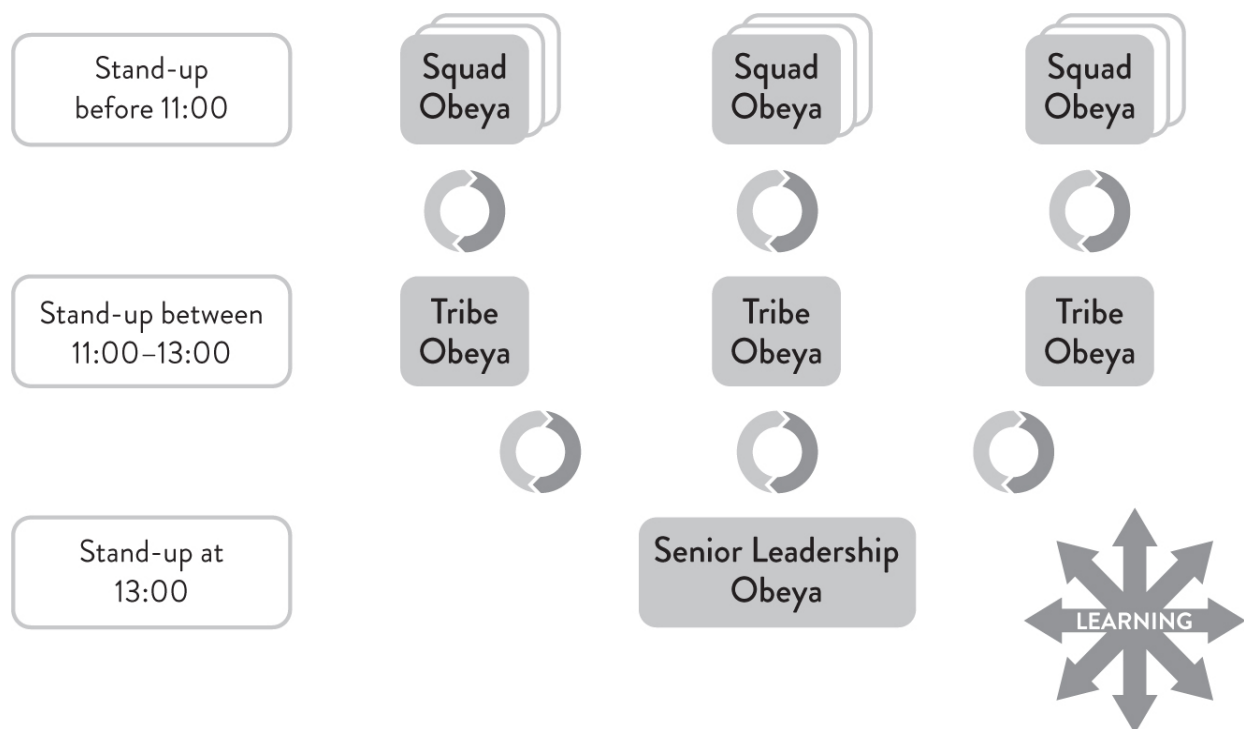 Stand-up
before 11:00
Squad
Obeya
Squad
Obeya
Squad
Obeya
Stand-up between
11:00–13:00
Tribe
Obeya
Tribe
Obeya
Tribe
Obeya
Stand-up at
13:00
Senior Leadership
Obeya
LEARNING